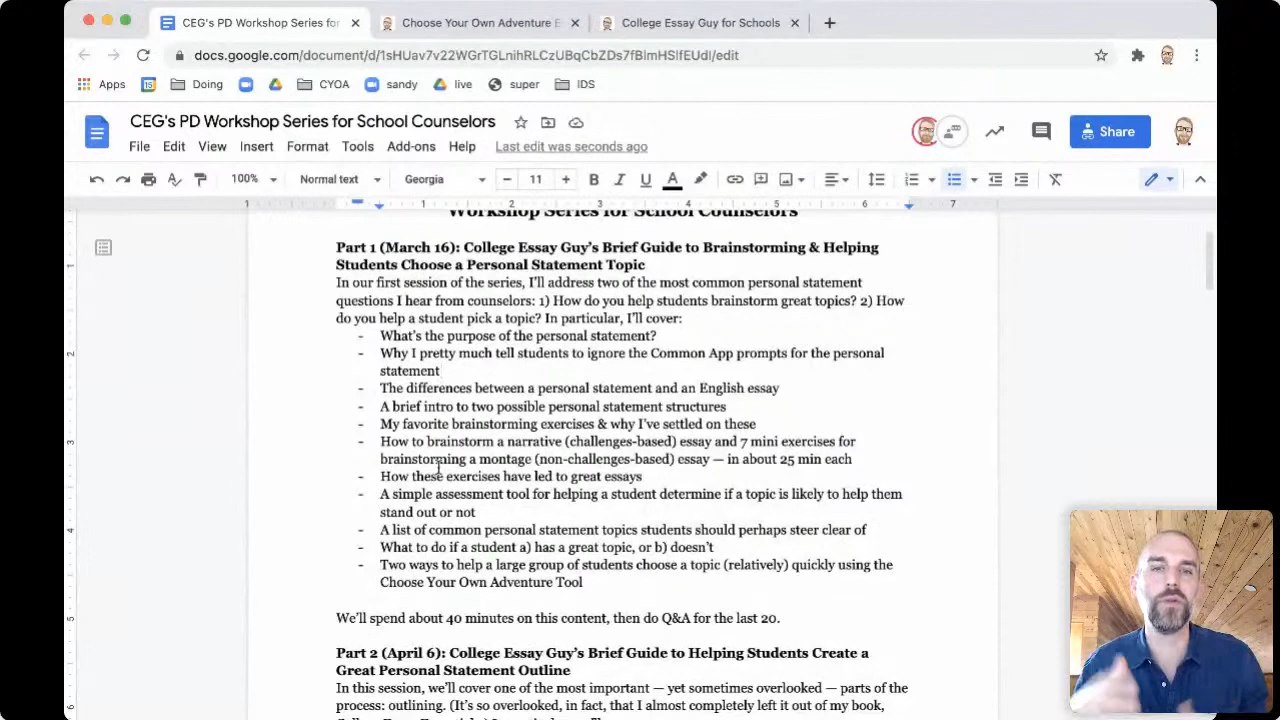 CEG's PD Workshop Series for
Choose Your Own Adventure E
College Essay Guy for Schools
docs.google.com/document/d/1sHUav7v22WGrTGLnihRLCzUBqCbZDs7fBlmHSlfEUdI/edit
Apps
15
Doing
CYOA
sandy
live
super
IDS
CEG's PD Workshop Series for School Counselors
Share
File Edit View Insert Format Tools Add-ons Help Last edit was seconds ago
100% Normal text Georgia 11 B I U A
1 1 2 3 4 5 6 7
Workshop Series for School Counselors
Part 1 (March 16): College Essay Guy's Brief Guide to Brainstorming & Helping
Students Choose a Personal Statement Topic
In our first session of the series, I'll address two of the most common personal statement
questions I hear from counselors: 1) How do you help students brainstorm great topics? 2) How
do you help a student pick a topic? In particular, I'll cover:
- What's the purpose of the personal statement?
- Why I pretty much tell students to ignore the Common App prompts for the personal
statement
- The differences between a personal statement and an English essay
- A brief intro to two possible personal statement structures
- My favorite brainstorming exercises & why I've settled on these
- How to brainstorm a narrative (challenges-based) essay and 7 mini exercises for
brainstorming a montage (non-challenges-based) essay — in about 25 min each
- How these exercises have led to great essays
- A simple assessment tool for helping a student determine if a topic is likely to help them
stand out or not
- A list of common personal statement topics students should perhaps steer clear of
- What to do if a student a) has a great topic, or b) doesn't
- Two ways to help a large group of students choose a topic (relatively) quickly using the
Choose Your Own Adventure Tool
We'll spend about 40 minutes on this content, then do Q&A for the last 20.
Part 2 (April 6): College Essay Guy's Brief Guide to Helping Students Create a
Great Personal Statement Outline
In this session, we'll cover one of the most important — yet sometimes overlooked — parts of the
process: outlining. (It's so overlooked, in fact, that I almost completely left it out of my book,